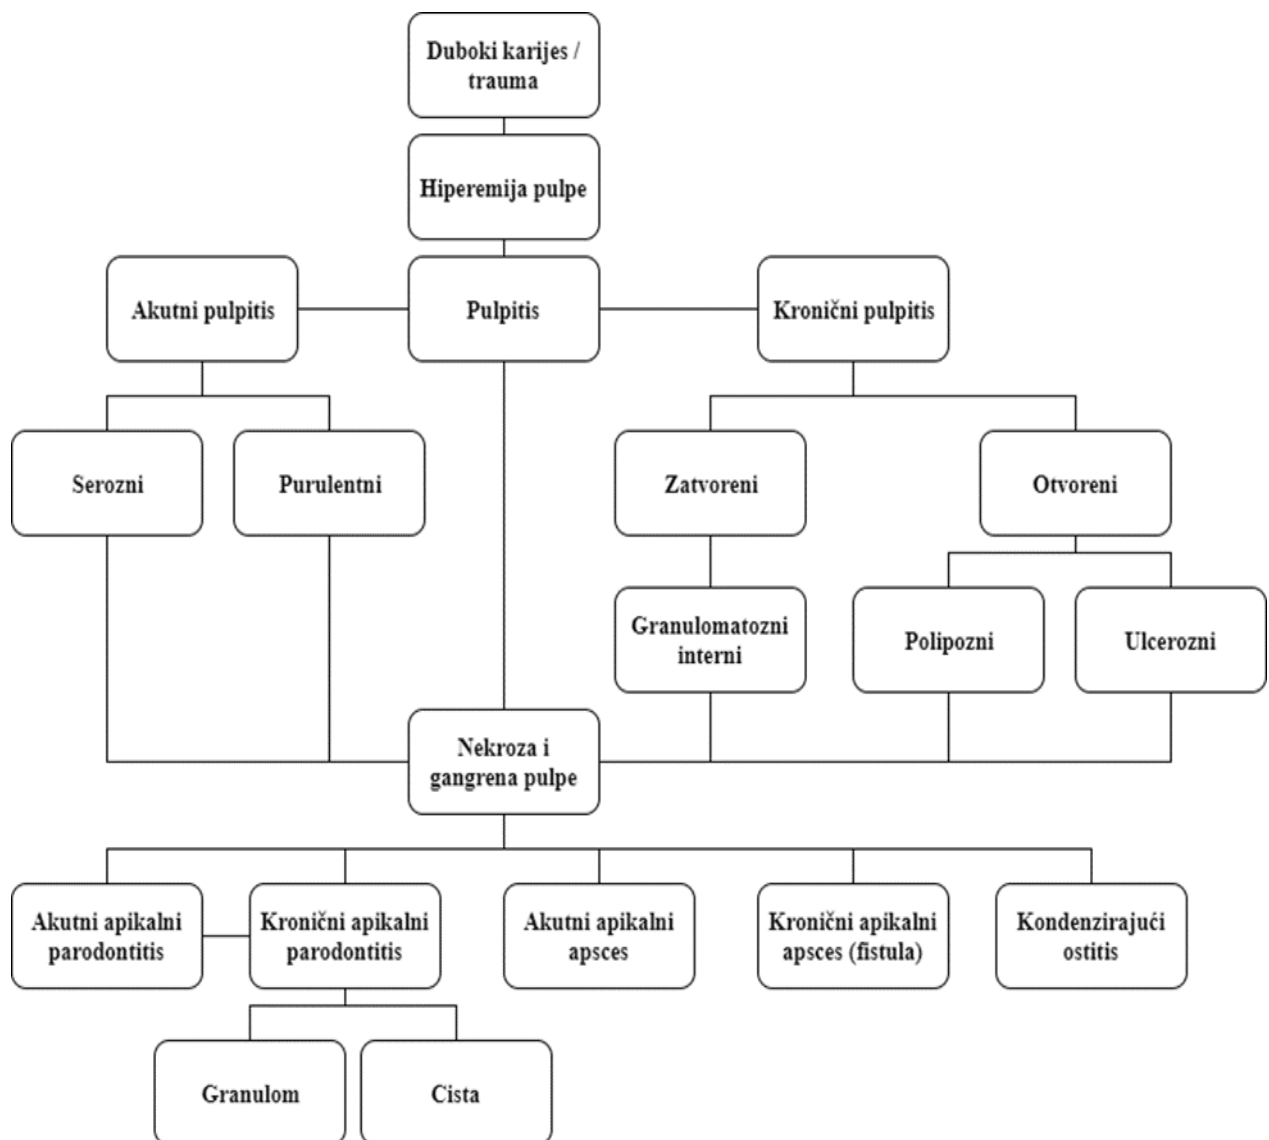 Duboki karijes /
trauma
Hiperemija pulpe
Akutni pulpitis
Pulpitis
Kronični pulpitis
Serozni
Purulentni
Zatvoreni
Otvoreni
Granulomatozni
interni
Polipozni
Ulcerozni
Nekroza i
gangrena pulpe
Akutni apikalni
parodontitis
Kronični apikalni
parodontitis
Akutni apikalni
apsces
Kronični apikalni
apsces (fistula)
Kondenzirajući
ostitis
Granulom
Cista